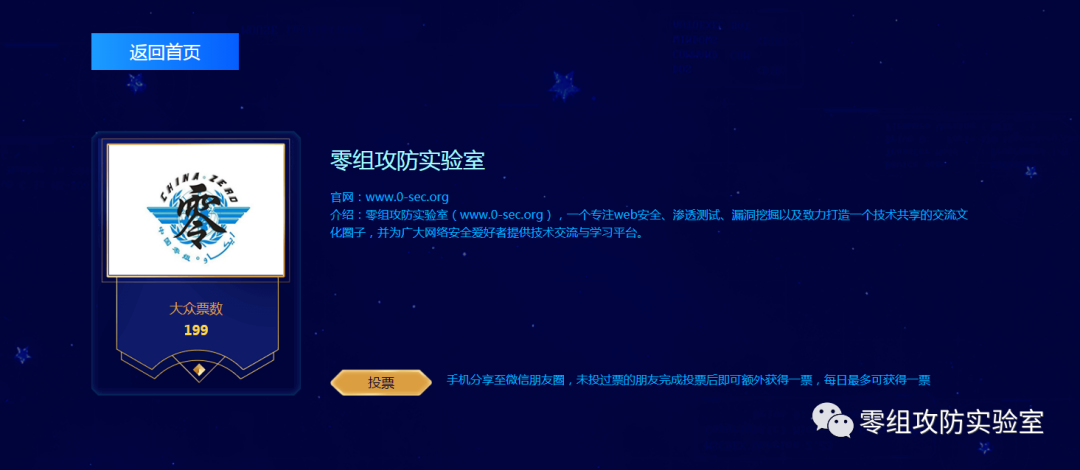 返回首页
CHINA·ZERO
零
中国零组
零组攻防实验室
官网：www.0-sec.org
介绍：零组攻防实验室（www.0-sec.org），一个专注web安全、渗透测试、漏洞挖掘以及致力打造一个技术共享的交流文
化圈子，并为广大网络安全爱好者提供技术交流与学习平台。
大众票数
199
投票
手机分享至微信朋友圈，未投过票的朋友完成投票后即可额外获得一票，每日最多可获得一票
零组攻防实验室